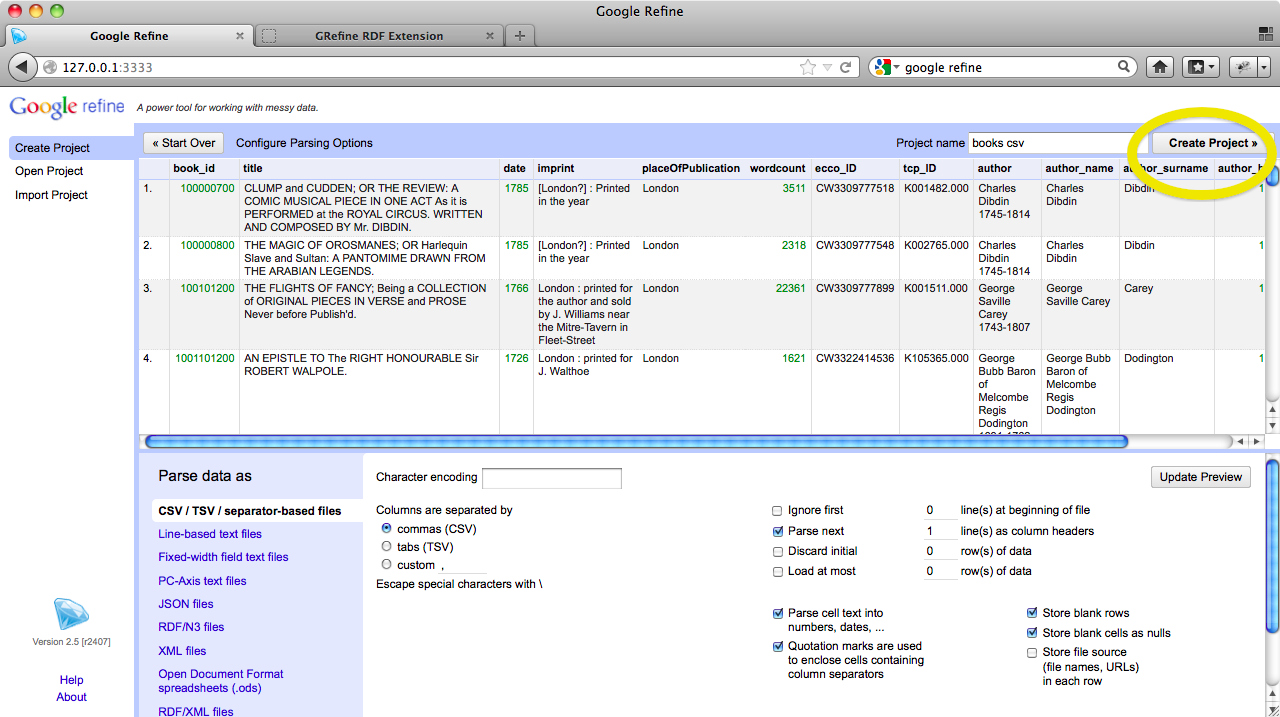 Google Refine
Google Refine
GRefine RDF Extension
127.0.0.1:3333
google refine
Google refine
A power tool for working with messy data.
Create Project
Open Project
Import Project
« Start Over
Configure Parsing Options
Project name
books csv
Create Project »
book_id title date imprint placeOfPublication wordcount ecco_ID tcp_ID author author_name author_surname
1. 100000700 CLUMP and CUDDEN; OR THE REVIEW: A 1785 [London?] : Printed London 3511 CW3309777518 K001482.000 Charles Charles Dibdin 1
COMIC MUSICAL PIECE IN ONE ACT As it is in the year Dibdin Dibdin
PERFORMED at the ROYAL CIRCUS. WRITTEN 1745-1814
AND COMPOSED BY Mr. DIBDIN.
2. 100000800 THE MAGIC OF OROSMANES; OR Harlequin 1785 [London?] : Printed London 2318 CW3309777548 K002765.000 Charles Charles Dibdin 1
Slave and Sultan: A PANTOMIME DRAWN FROM in the year Dibdin Dibdin
THE ARABIAN LEGENDS. 1745-1814
3. 100101200 THE FLIGHTS OF FANCY; Being a COLLECTION 1766 London : printed for London 22361 CW3309777899 K001511.000 George George Carey 1
of ORIGINAL PIECES IN VERSE and PROSE the author and sold Saville Saville Carey
Never before Publish'd. by J. Williams near Carey
the Mitre-Tavern in 1743-1807
Fleet-Street
4. 1001101200 AN EPISTLE TO The RIGHT HONOURABLE Sir 1726 London : printed for London 1621 CW3322414536 K105365.000 George George Bubb Dodington 1
ROBERT WALPOLE. J. Walthoe Bubb Baron Baron of
of Melcombe
Melcombe Regis
Regis Dodington
Dodington
Parse data as
CSV / TSV / separator-based files
Line-based text files
Fixed-width field text files
PC-Axis text files
JSON files
RDF/N3 files
XML files
Open Document Format
spreadsheets (.ods)
RDF/XML files
Version 2.5 [r2407]
Help
About
Character encoding
Update Preview
Columns are separated by
commas (CSV)
tabs (TSV)
custom ,
Escape special characters with \
Ignore first 0 line(s) at beginning of file
Parse next 1 line(s) as column headers
Discard initial 0 row(s) of data
Load at most 0 row(s) of data
Parse cell text into
numbers, dates, ...
Quotation marks are used
to enclose cells containing
column separators
Store blank rows
Store blank cells as nulls
Store file source
(file names, URLs)
in each row